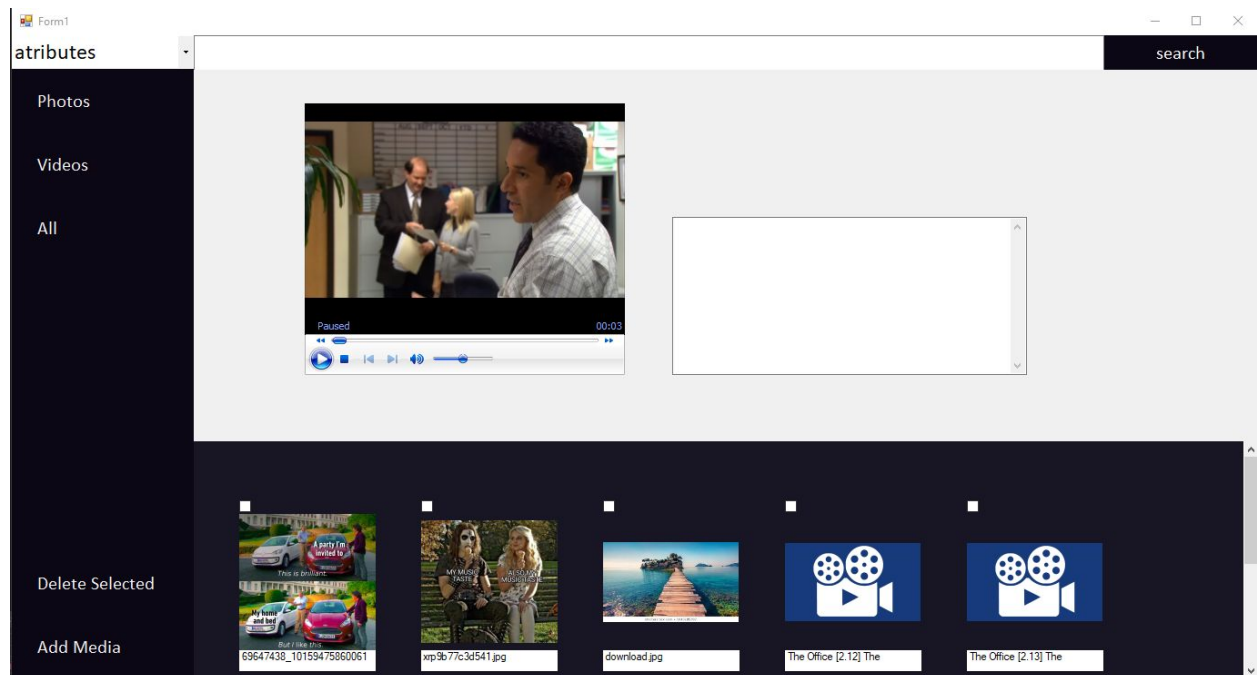 Form1
atributes
search
Photos
Videos
All
Paused
00:03
Delete Selected
Add Media
A party I'm
invited to
This is brilliant.
My home
and bed
But I like this.
MY MUSIC
TASTE
ALSO MY
MUSIC TASTE
69647438_10159475860061
xrp9b77c3d541.jpg
download.jpg
The Office [2.12] The
The Office [2.13] The